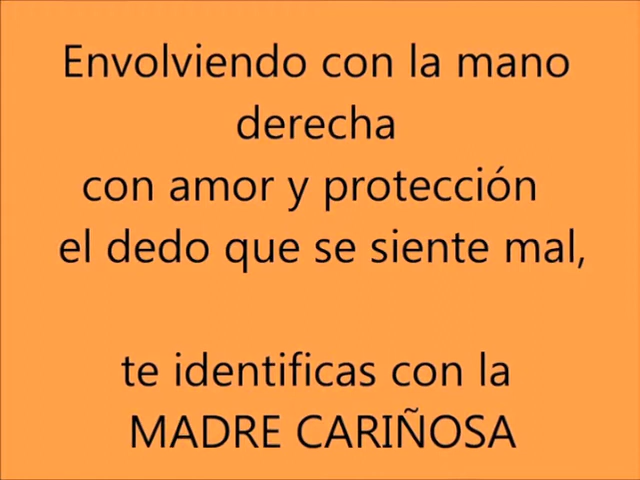 Envolviendo con la mano
derecha
con amor y protección
el dedo que se siente mal,
te identificas con la
MADRE CARIÑOSA